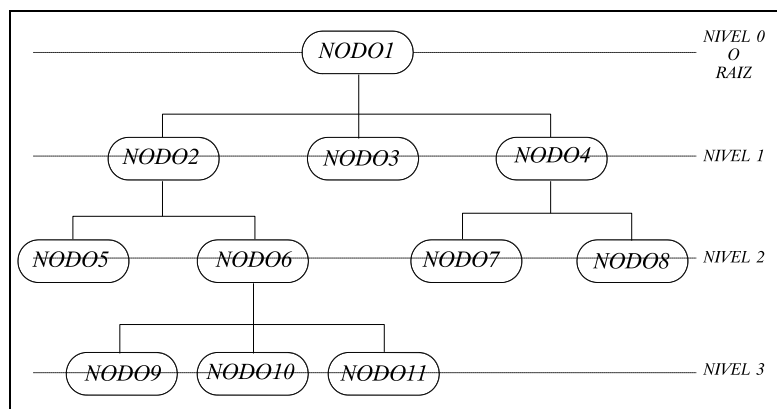 NODO1
NIVEL 0
O
RAIZ
NODO2
NODO3
NODO4
NIVEL 1
NODO5
NODO6
NODO7
NODO8
NIVEL 2
NODO9
NODO10
NODO11
NIVEL 3